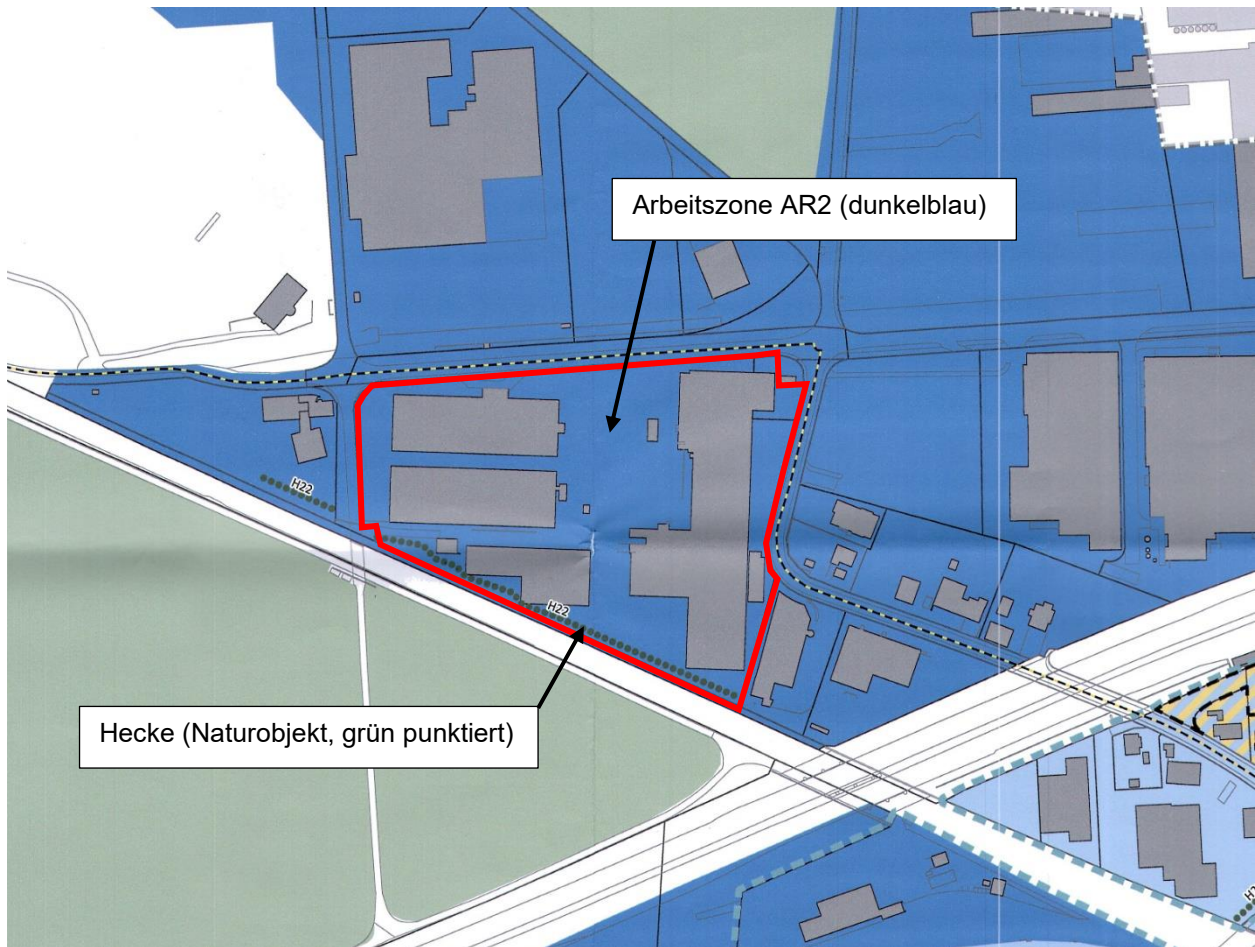 Arbeitszone AR2 (dunkelblau)
H22
H22
Hecke (Naturobjekt, grün punktiert)